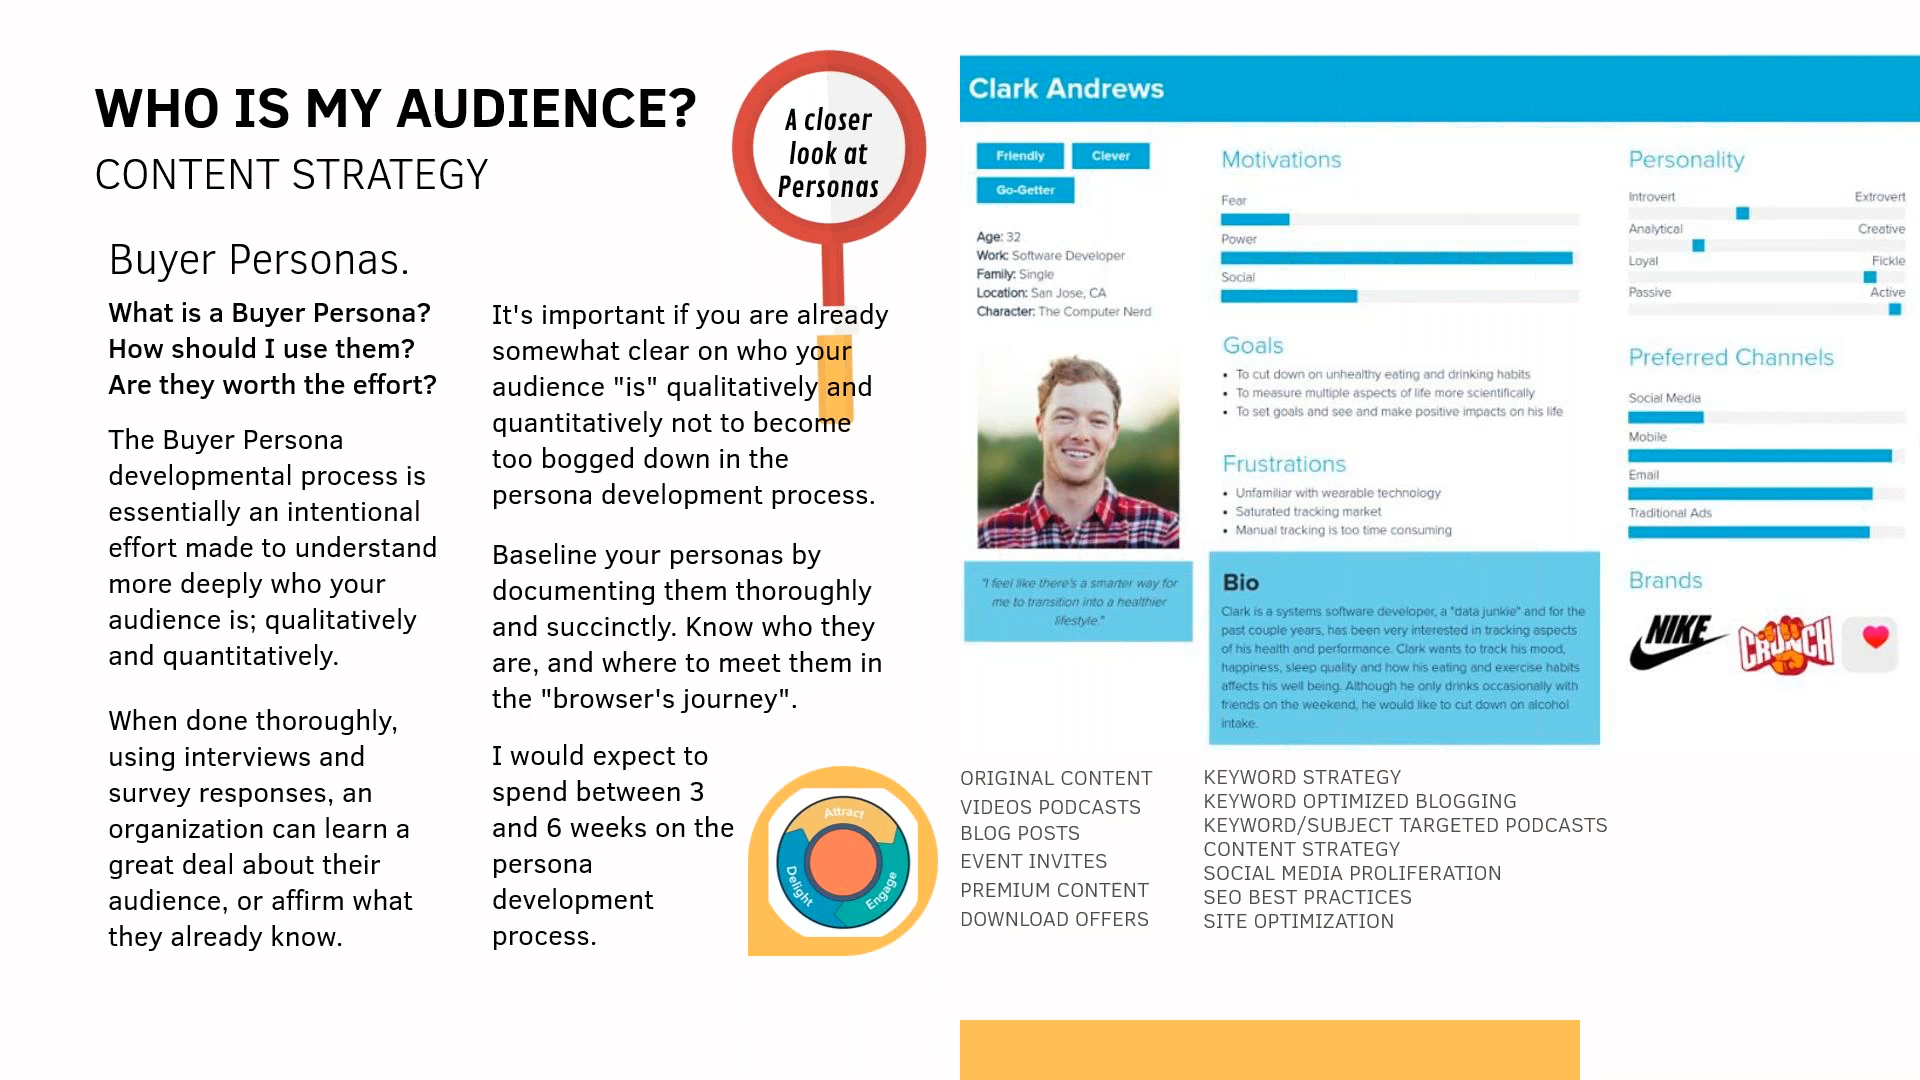 WHO IS MY AUDIENCE?
CONTENT STRATEGY
A closer
look at
Personas
Buyer Personas.
What is a Buyer Persona?
How should I use them?
Are they worth the effort?
The Buyer Persona
developmental process is
essentially an intentional
effort made to understand
more deeply who your
audience is; qualitatively
and quantitatively.
When done thoroughly,
using interviews and
survey responses, an
organization can learn a
great deal about their
audience, or affirm what
they already know.
It's important if you are already
somewhat clear on who your
audience "is" qualitatively and
quantitatively not to become
too bogged down in the
persona development process.
Baseline your personas by
documenting them thoroughly
and succinctly. Know who they
are, and where to meet them in
the "browser's journey".
I would expect to
spend between 3
and 6 weeks on the
persona
development
process.
Attract
Engage
Delight
Clark Andrews
Friendly
Clever
Go-Getter
Age: 32
Work: Software Developer
Family: Single
Location: San Jose, CA
Character: The Computer Nerd
"I feel like there's a smarter way for
me to transition into a healthier
lifestyle."
Motivations
Fear
Power
Social
Goals
• To cut down on unhealthy eating and drinking habits
• To measure multiple aspects of life more scientifically
• To set goals and see and make positive impacts on his life
Frustrations
• Unfamiliar with wearable technology
• Saturated tracking market
• Manual tracking is too time consuming
Bio
Clark is a systems software developer, a "data junkie" and for the
past couple years, has been very interested in tracking aspects
of his health and performance. Clark wants to track his mood,
happiness, sleep quality and how his eating and exercise habits
affects his well being. Although he only drinks occasionally with
friends on the weekend, he would like to cut down on alcohol
intake.
Personality
Introvert Extrovert
Analytical Creative
Loyal Fickle
Passive Active
Preferred Channels
Social Media
Mobile
Email
Traditional Ads
Brands
NIKE
CRUNCH
ORIGINAL CONTENT
VIDEOS PODCASTS
BLOG POSTS
EVENT INVITES
PREMIUM CONTENT
DOWNLOAD OFFERS
KEYWORD STRATEGY
KEYWORD OPTIMIZED BLOGGING
KEYWORD/SUBJECT TARGETED PODCASTS
CONTENT STRATEGY
SOCIAL MEDIA PROLIFERATION
SEO BEST PRACTICES
SITE OPTIMIZATION